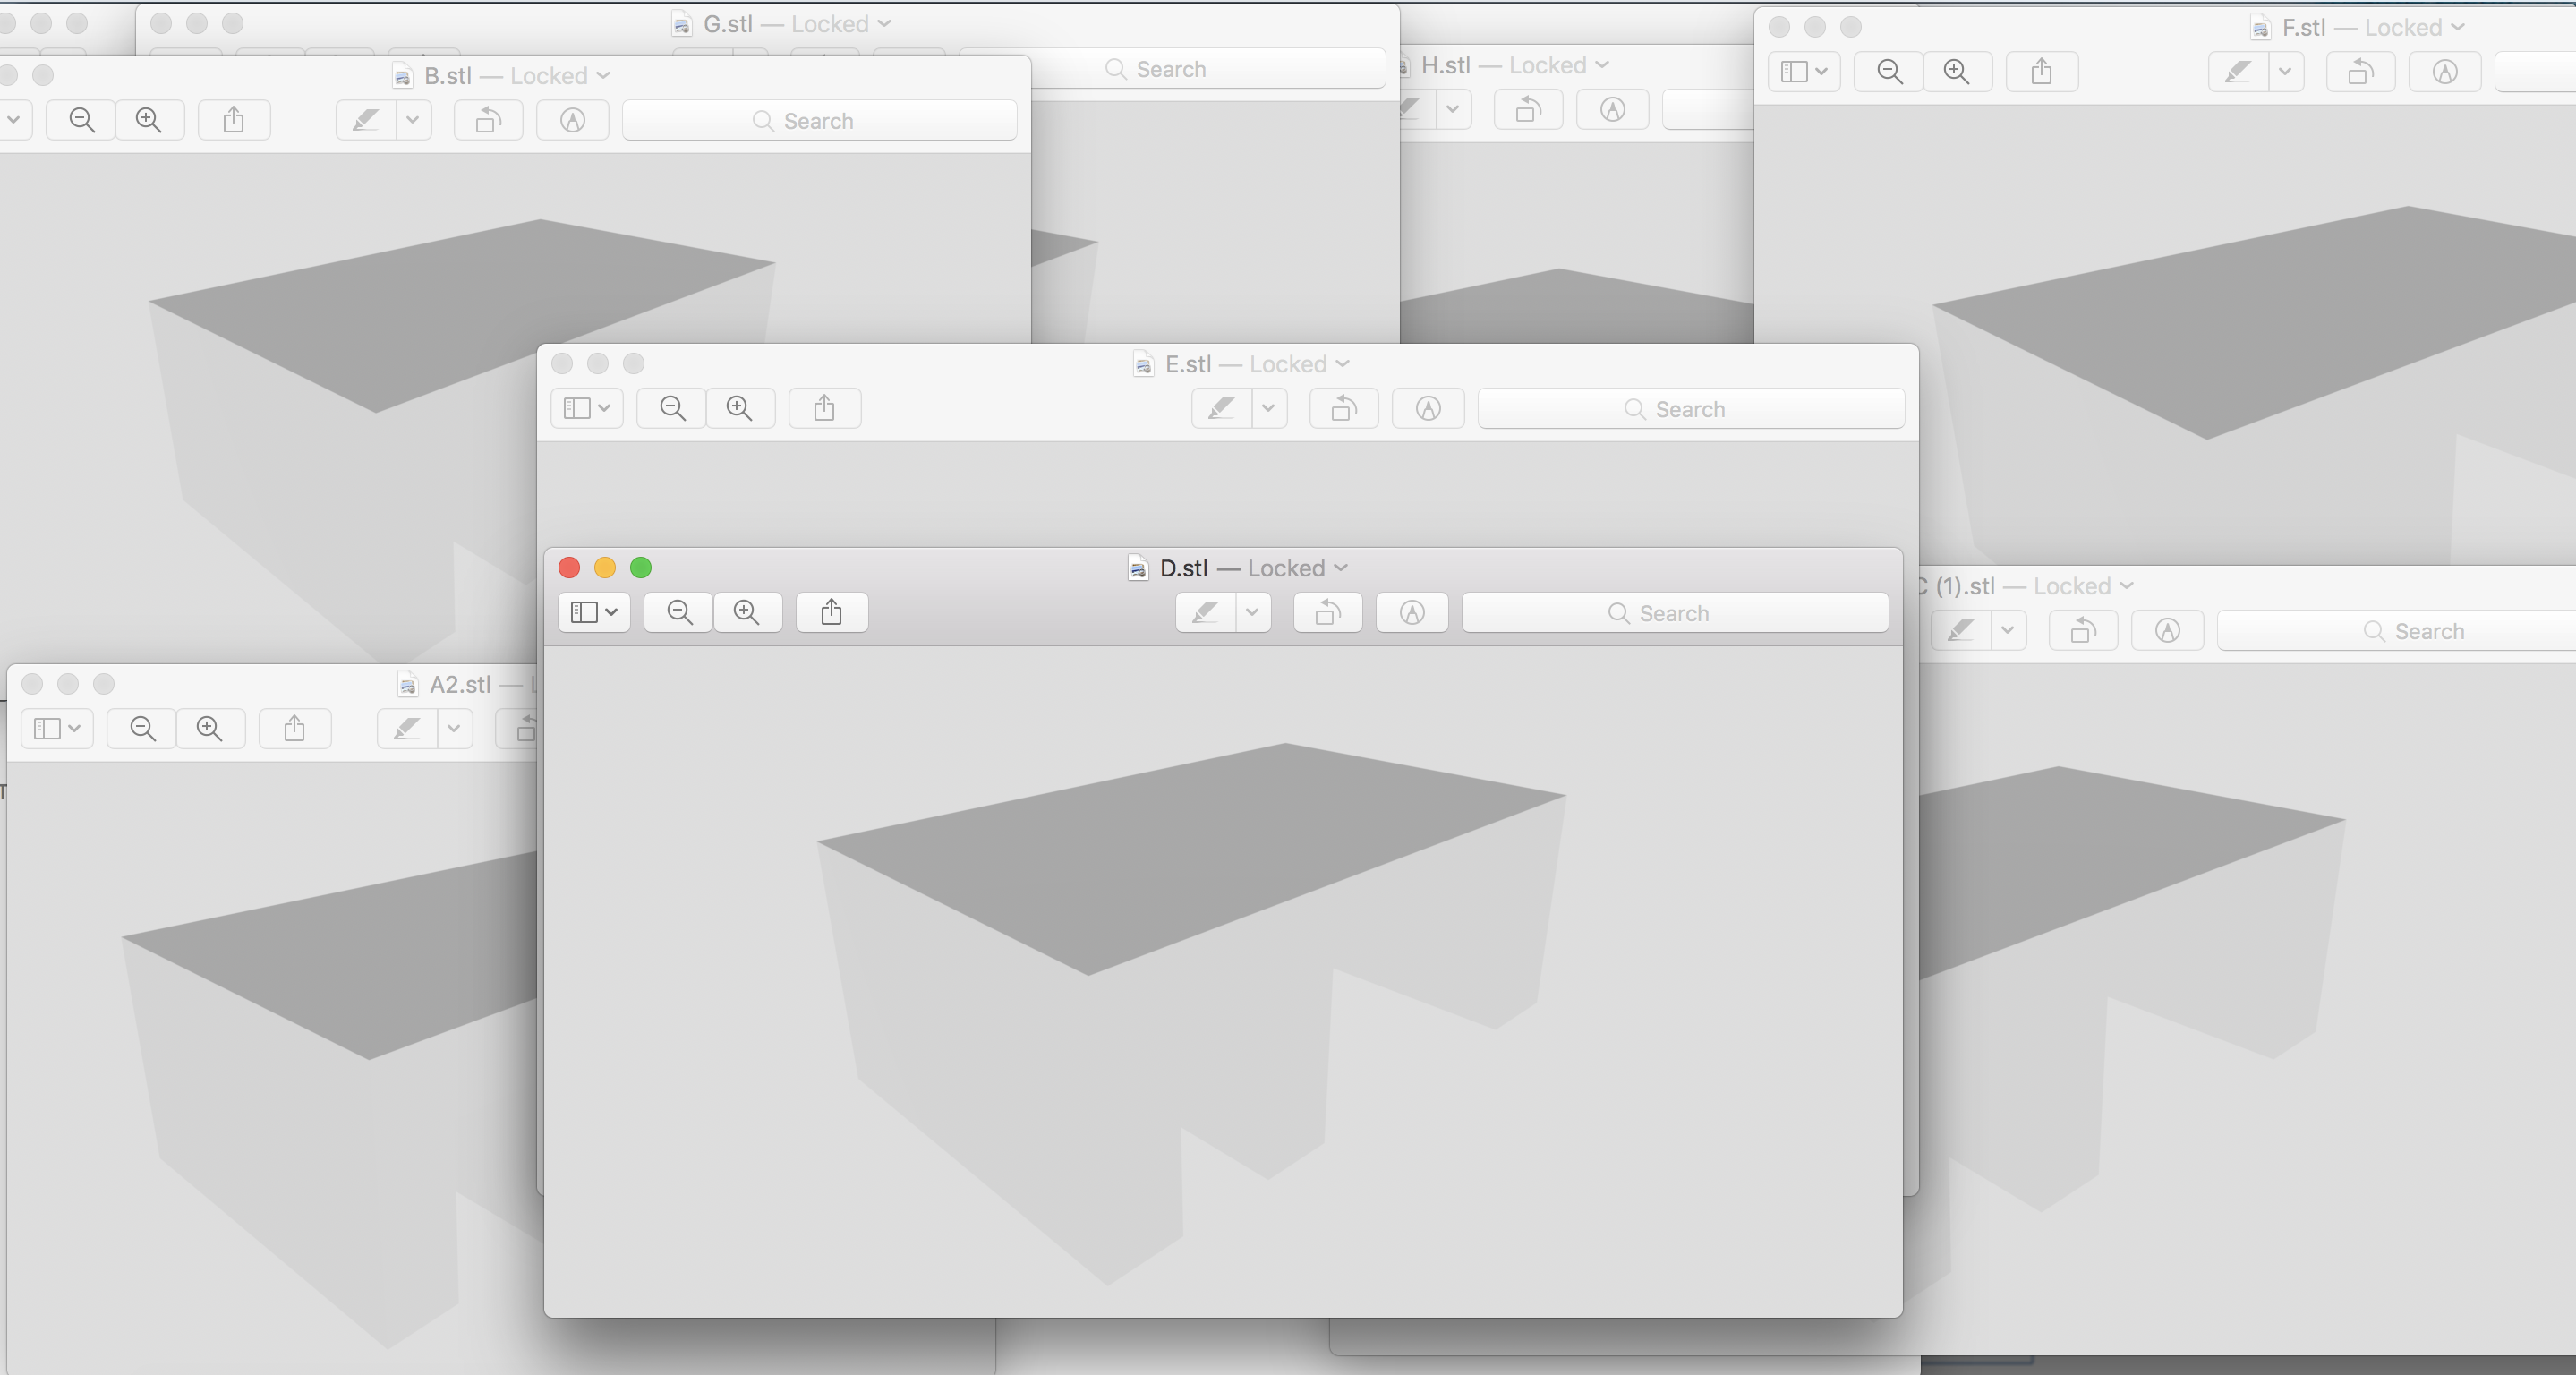 G.stl — Locked
F.stl — Locked
Search
H.stl — Locked
B.stl — Locked
Search
E.stl — Locked
Search
D.stl — Locked
Search
C (1).stl — Locked
Search
A2.stl —